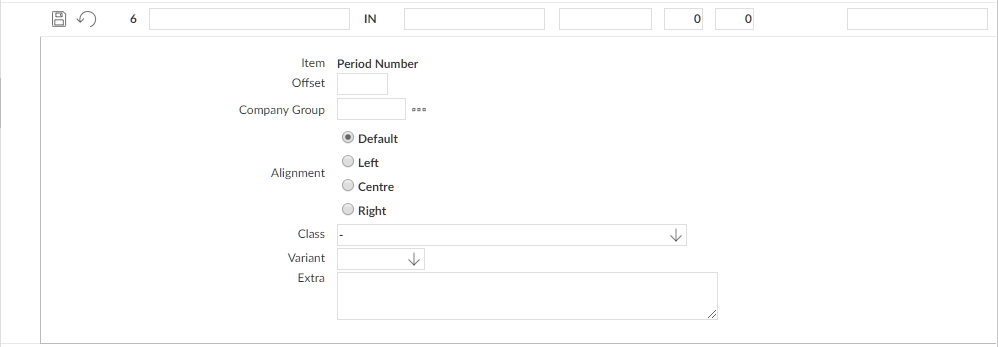 6 IN 0 0
Item Period Number
Offset
Company Group
Default
Left
Alignment
Centre
Right
Class -
Variant
Extra